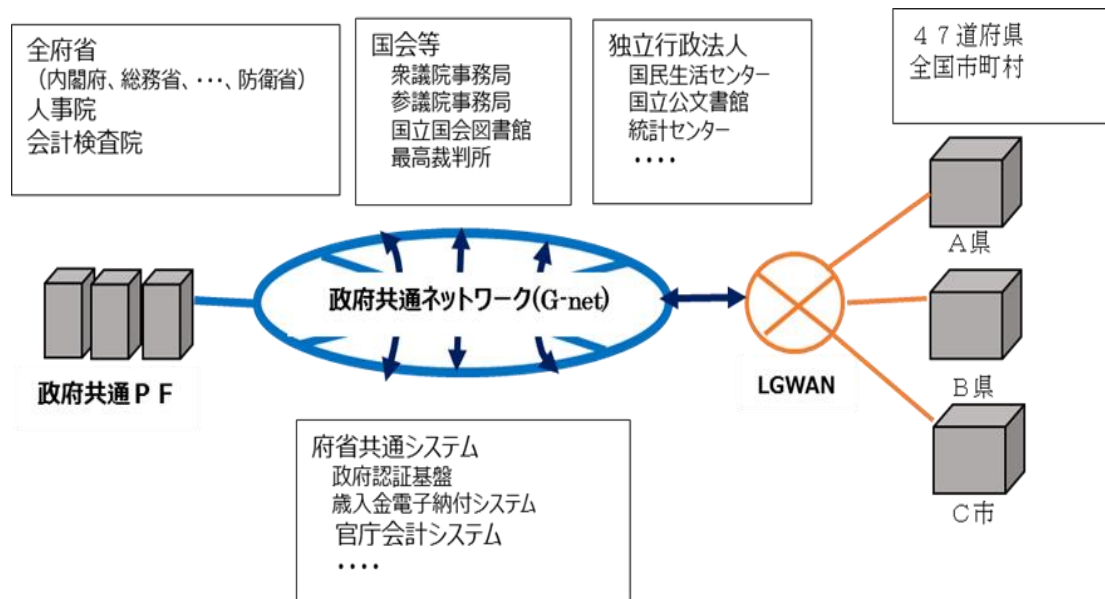 全府省
(内閣府、総務省、・・・、防衛省)
人事院
会計検査院
国会等
衆議院事務局
参議院事務局
国立国会図書館
最高裁判所
独立行政法人
国民生活センター
国立公文書館
統計センター
・・・・
４７道府県
全国市町村
政府共通ネットワーク(G-net)
政府共通ＰＦ
LGWAN
Ａ県
Ｂ県
Ｃ市
府省共通システム
政府認証基盤
歳入金電子納付システム
官庁会計システム
・・・・